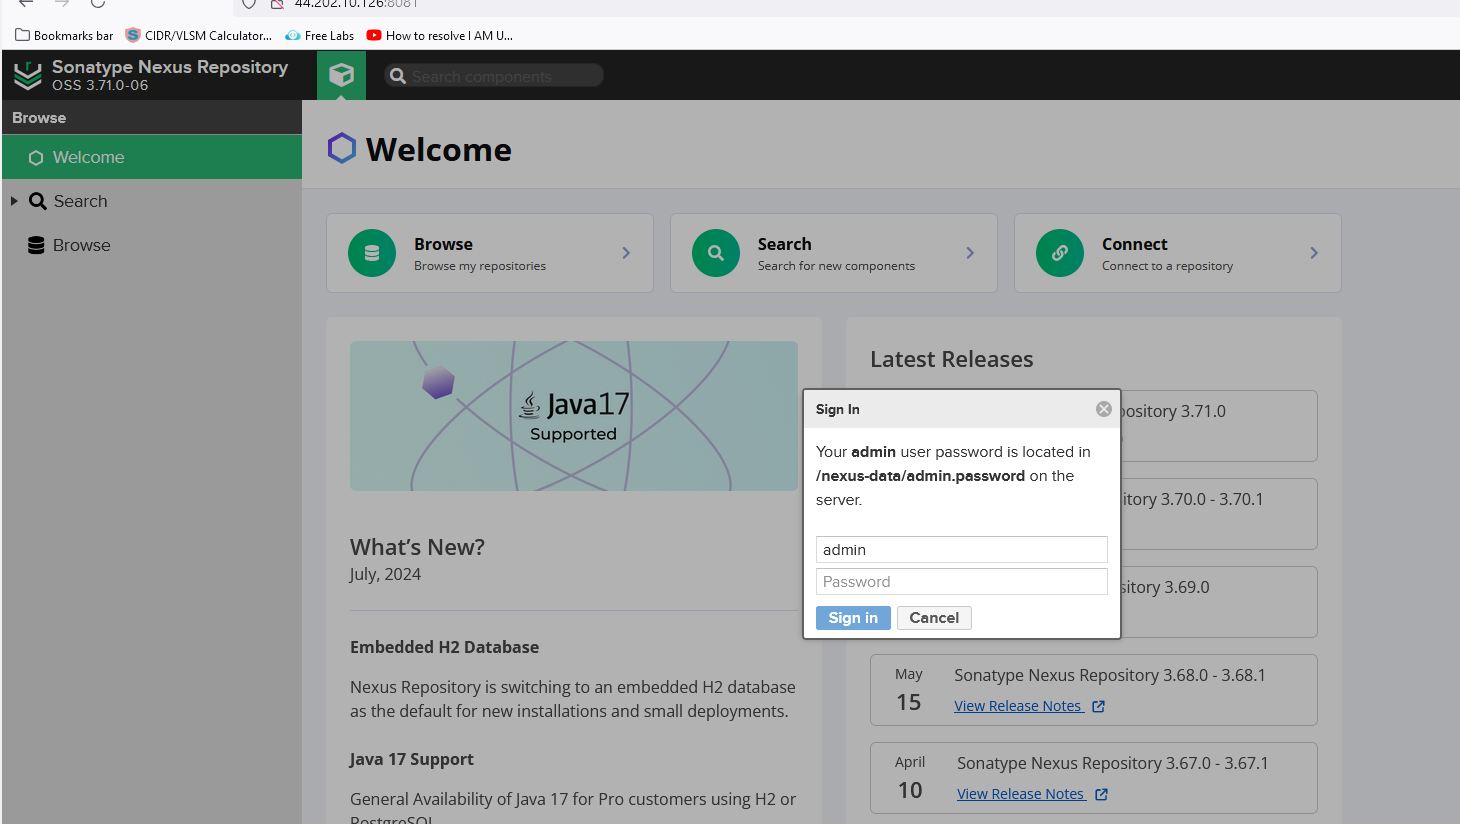 44.202.10.126:8081
Bookmarks bar
CIDR/VLSM Calculator...
Free Labs
How to resolve I AM U...
Sonatype Nexus Repository
OSS 3.71.0-06
Search components
Browse
Welcome
Search
Browse
Welcome
Browse
Browse my repositories
Search
Search for new components
Connect
Connect to a repository
Java17
Supported
What's New?
July, 2024
Embedded H2 Database
Nexus Repository is switching to an embedded H2 database
as the default for new installations and small deployments.
Java 17 Support
General Availability of Java 17 for Pro customers using H2 or
PostgreSQL
Latest Releases
pository 3.71.0
itory 3.70.0 - 3.70.1
sitory 3.69.0
May
15
Sonatype Nexus Repository 3.68.0 - 3.68.1
View Release Notes
April
10
Sonatype Nexus Repository 3.67.0 - 3.67.1
View Release Notes
Sign In
Your admin user password is located in
/nexus-data/admin.password on the
server.
admin
Password
Sign in
Cancel